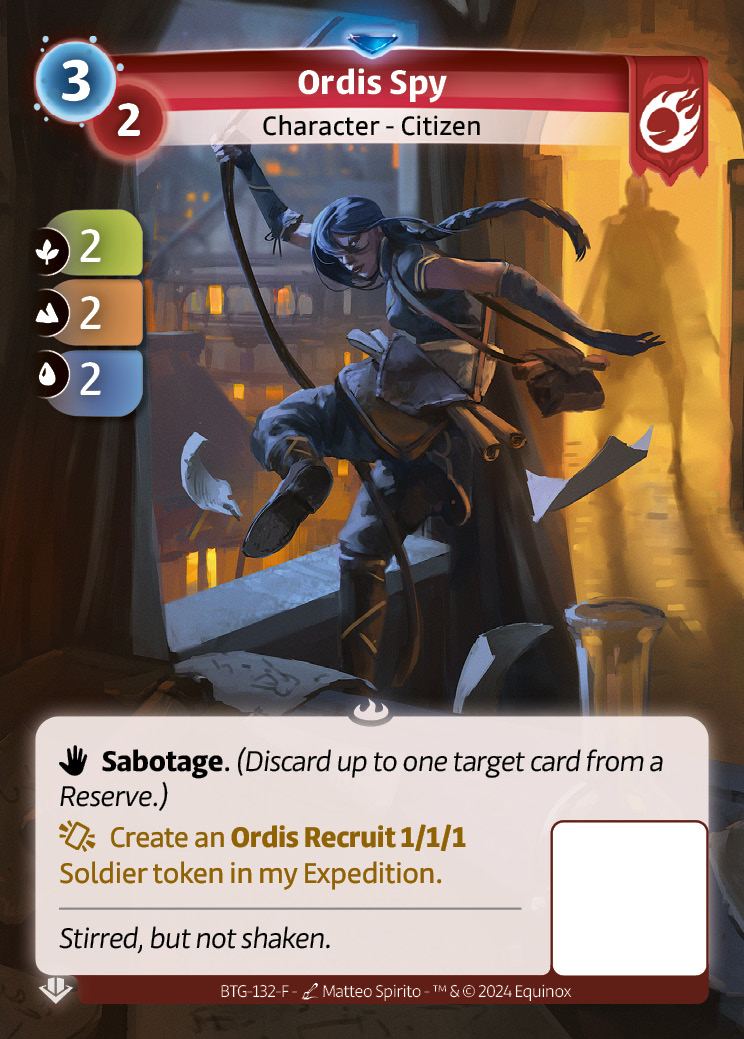 3
Ordis Spy
2
Character - Citizen
2
2
2
Sabotage. (Discard up to one target card from a
Reserve.)
Create an Ordis Recruit 1/1/1
Soldier token in my Expedition.
Stirred, but not shaken.
BTG-132-F - Matteo Spirito - ™ & © 2024 Equinox